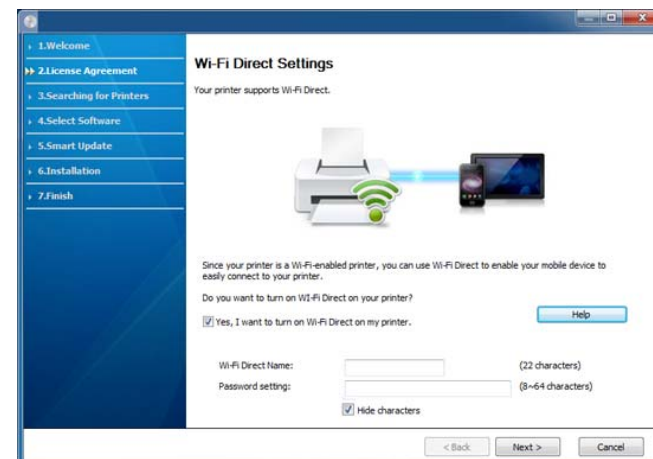 1.Welcome
2.License Agreement
3.Searching for Printers
4.Select Software
5.Smart Update
6.Installation
7.Finish
Wi-Fi Direct Settings
Your printer supports Wi-Fi Direct.
Since your printer is a Wi-Fi-enabled printer, you can use Wi-Fi Direct to enable your mobile device to
easily connect to your printer.
Do you want to turn on WI-Fi Direct on your printer?
Yes, I want to turn on Wi-Fi Direct on my printer.
Help
Wi-Fi Direct Name: (22 characters)
Password setting: (8~64 characters)
Hide characters
< Back Next > Cancel